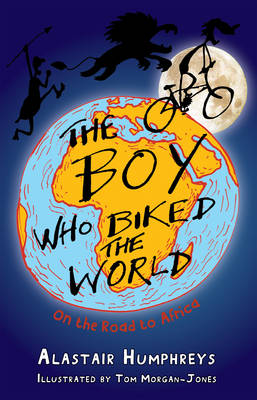 THE
BOY
WHO BIKED
THE
WORLD
On the Road to Africa
ALASTAIR HUMPHREYS
ILLUSTRATED BY TOM MORGAN-JONES